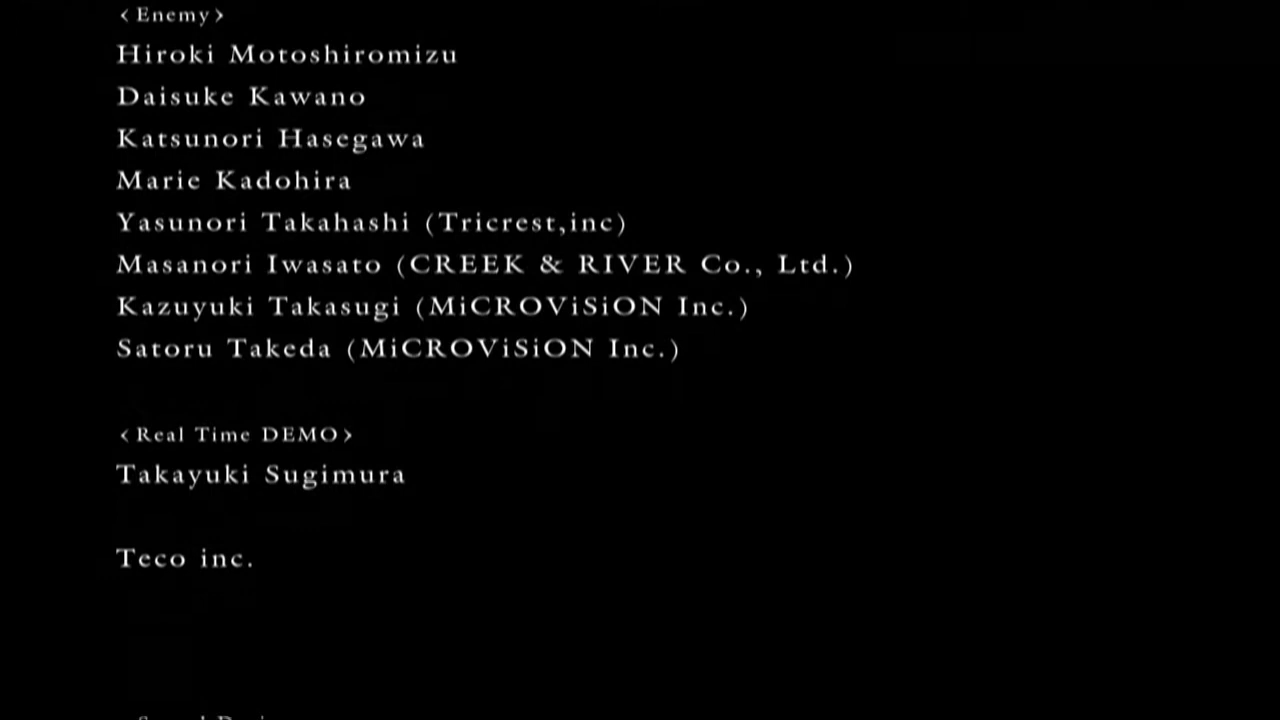 <Enemy>
Hiroki Motoshiromizu
Daisuke Kawano
Katsunori Hasegawa
Marie Kadohira
Yasunori Takahashi (Tricrest,inc)
Masanori Iwasato (CREEK & RIVER Co., Ltd.)
Kazuyuki Takasugi (MiCROViSiON Inc.)
Satoru Takeda (MiCROViSiON Inc.)
<Real Time DEMO>
Takayuki Sugimura
Teco inc.